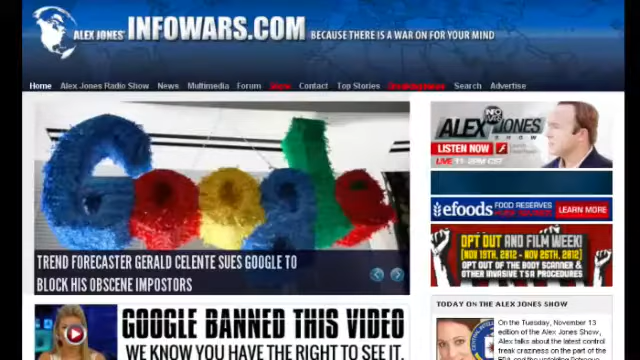 ALEX JONES' INFOWARS.COM BECAUSE THERE IS A WAR ON FOR YOUR MIND
Home Alex Jones Radio Show News Multimedia Forum Contact Top Stories Search Advertise
Google
TREND FORECASTER GERALD CELENTE SUES GOOGLE TO
BLOCK HIS OBSCENE IMPOSTORS
GOOGLE BANNED THIS VIDEO
WE KNOW YOU HAVE THE RIGHT TO SEE IT.
INFO WARS
ALEX JONES
SHOW
LISTEN NOW
LIVE 11-2PM CST
efoods FOOD RESERVES LEARN MORE
OPT OUT AND FILM WEEK!
[NOV 19TH, 2012 - NOV 26TH, 2012]
OPT OUT OF THE BODY SCANNER &
OTHER INVASIVE TSA PROCEDURES!
TODAY ON THE ALEX JONES SHOW
On the Tuesday, November 13
edition of the Alex Jones Show,
Alex talks about the latest control
freak craziness on the part of the